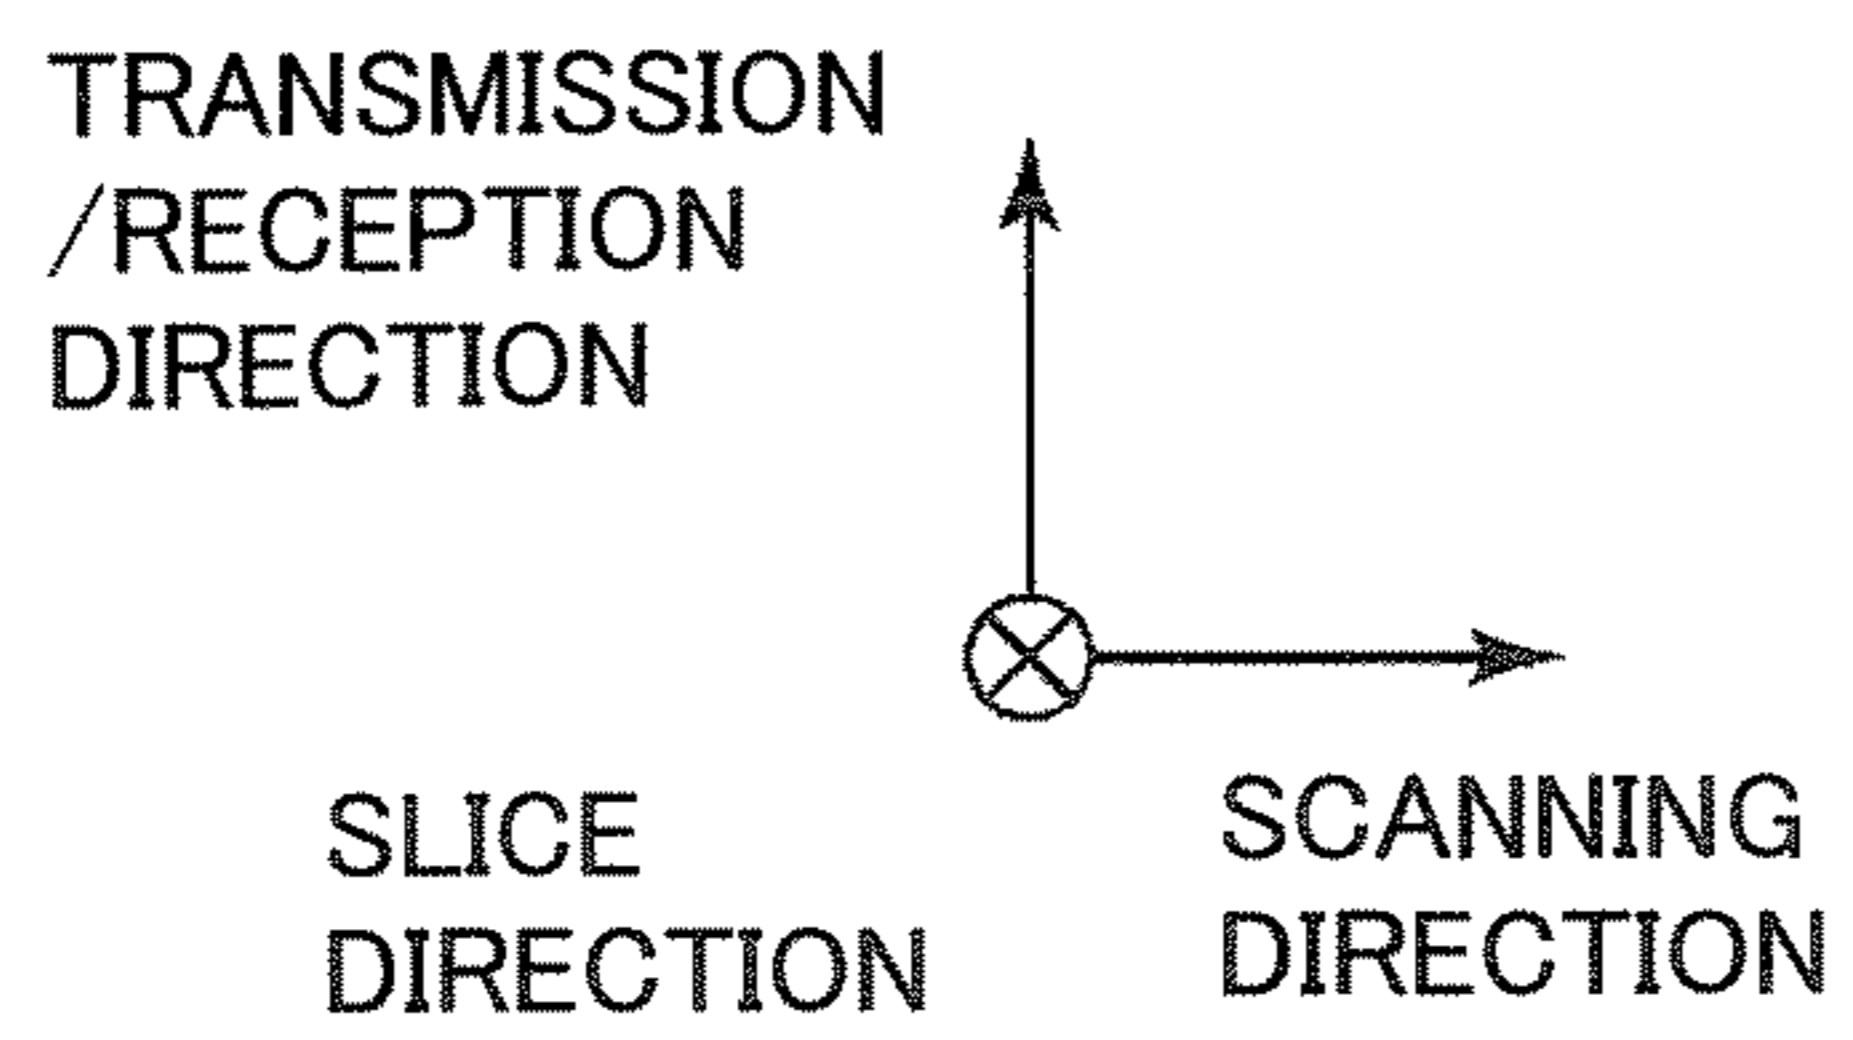 TRANSMISSION
/RECEPTION
DIRECTION
SLICE
DIRECTION
SCANNING
DIRECTION